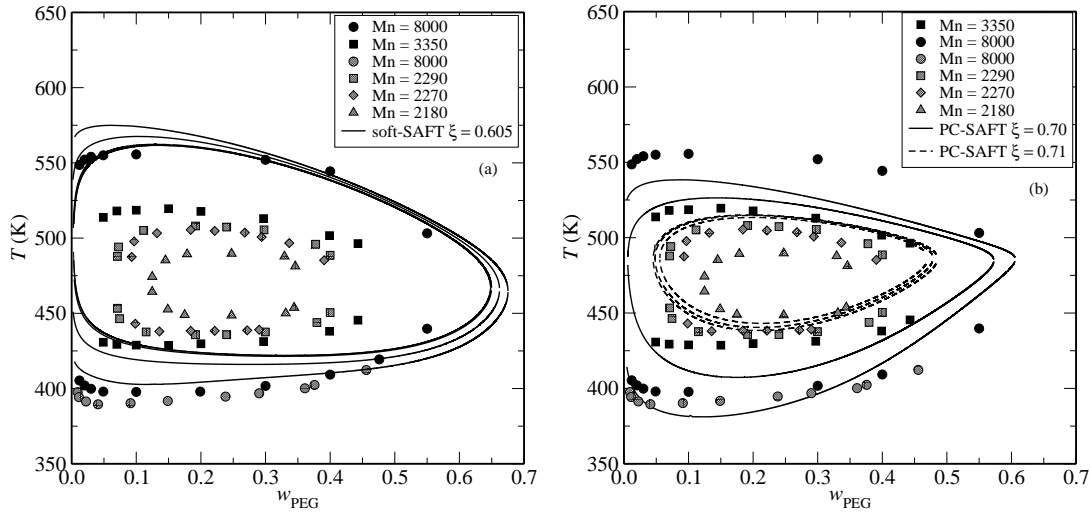 650
600
550
500
450
400
350
T (K)
0.0 0.1 0.2 0.3 0.4 0.5 0.6 0.7
wPEG
Mn = 8000
Mn = 3350
Mn = 8000
Mn = 2290
Mn = 2270
Mn = 2180
soft-SAFT ξ = 0.605
(a)
650
600
550
500
450
400
350
T (K)
0.0 0.1 0.2 0.3 0.4 0.5 0.6 0.7
wPEG
Mn = 3350
Mn = 8000
Mn = 8000
Mn = 2290
Mn = 2270
Mn = 2180
PC-SAFT ξ = 0.70
PC-SAFT ξ = 0.71
(b)